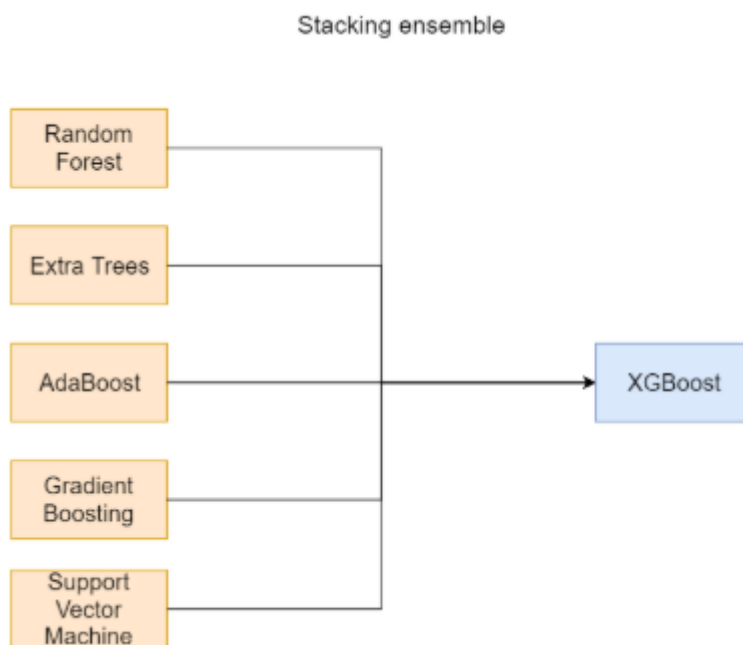 Stacking ensemble
Random
Forest
Extra Trees
AdaBoost
XGBoost
Gradient
Boosting
Support
Vector
Machine